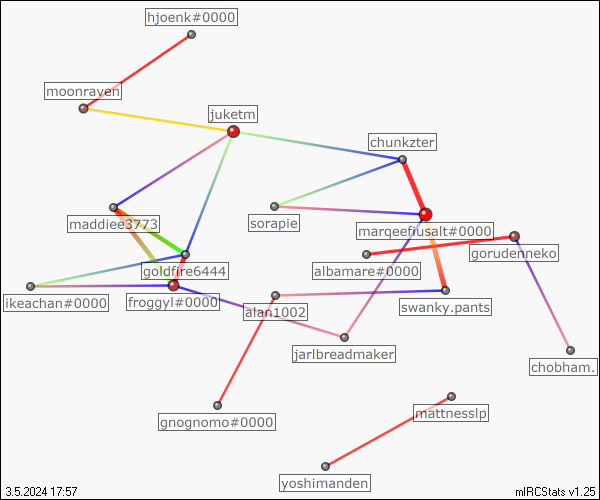 hjoenk#0000
moonraven
juketm
chunkzter
maddiee3773
sorapie
marqeefiusalt#0000
gorudenneko
goldfire6444
albamare#0000
ikeachan#0000
froggyl#0000
alan1002
swanky.pants
jarlbreadmaker
chobham.
gnognomo#0000
mattnesslp
yoshimanden
3.5.2024 17:57
mIRCStats v1.25